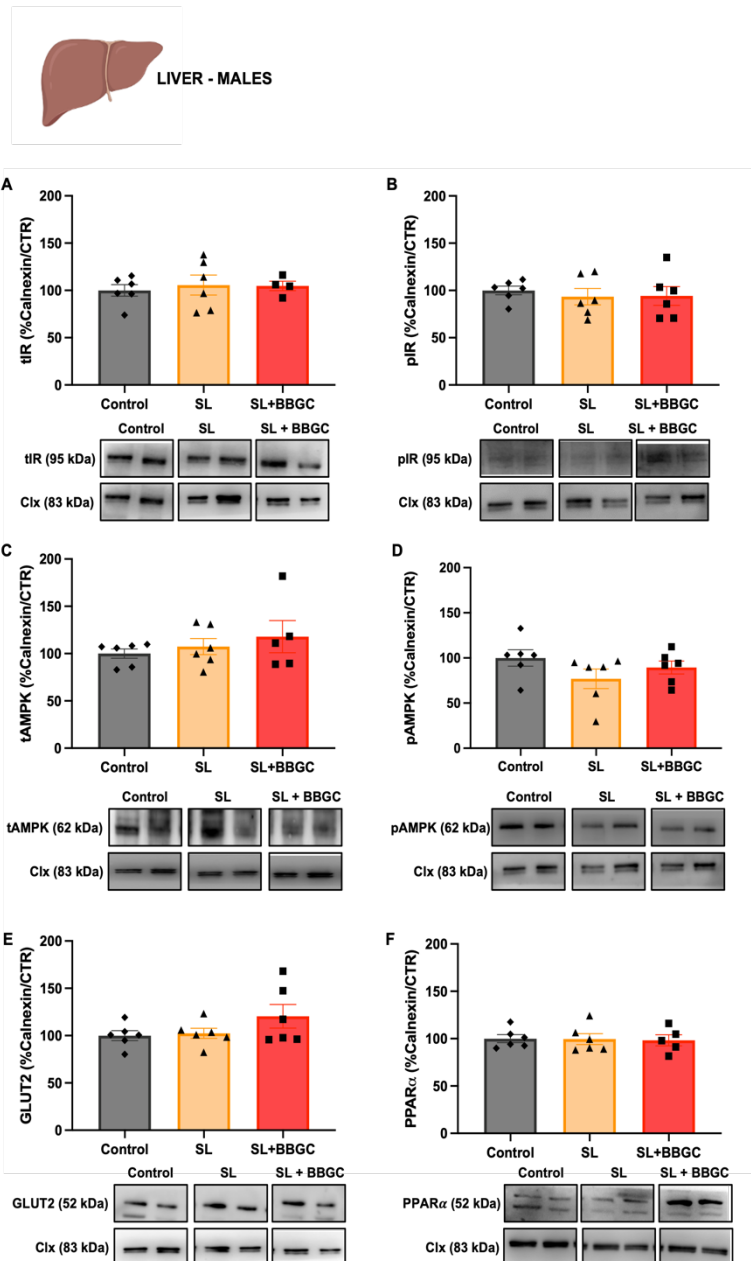 LIVER - MALES
A
tIR (%Calnexin/CTR)
200
150
100
50
0
Control SL SL+BBGC
Control SL SL + BBGC
tIR (95 kDa)
Clx (83 kDa)
B
pIR (%Calnexin/CTR)
200
150
100
50
0
Control SL SL+BBGC
Control SL SL + BBGC
pIR (95 kDa)
Clx (83 kDa)
C
tAMPK (%Calnexin/CTR)
200
150
100
50
0
Control SL SL+BBGC
Control SL SL + BBGC
tAMPK (62 kDa)
Clx (83 kDa)
D
pAMPK (%Calnexin/CTR)
200
150
100
50
0
Control SL SL+BBGC
Control SL SL + BBGC
pAMPK (62 kDa)
Clx (83 kDa)
E
GLUT2 (%Calnexin/CTR)
200
150
100
50
0
Control SL SL+BBGC
Control SL SL + BBGC
GLUT2 (52 kDa)
Clx (83 kDa)
F
PPARα (%Calnexin/CTR)
200
150
100
50
0
Control SL SL+BBGC
Control SL SL + BBGC
PPARα (52 kDa)
Clx (83 kDa)